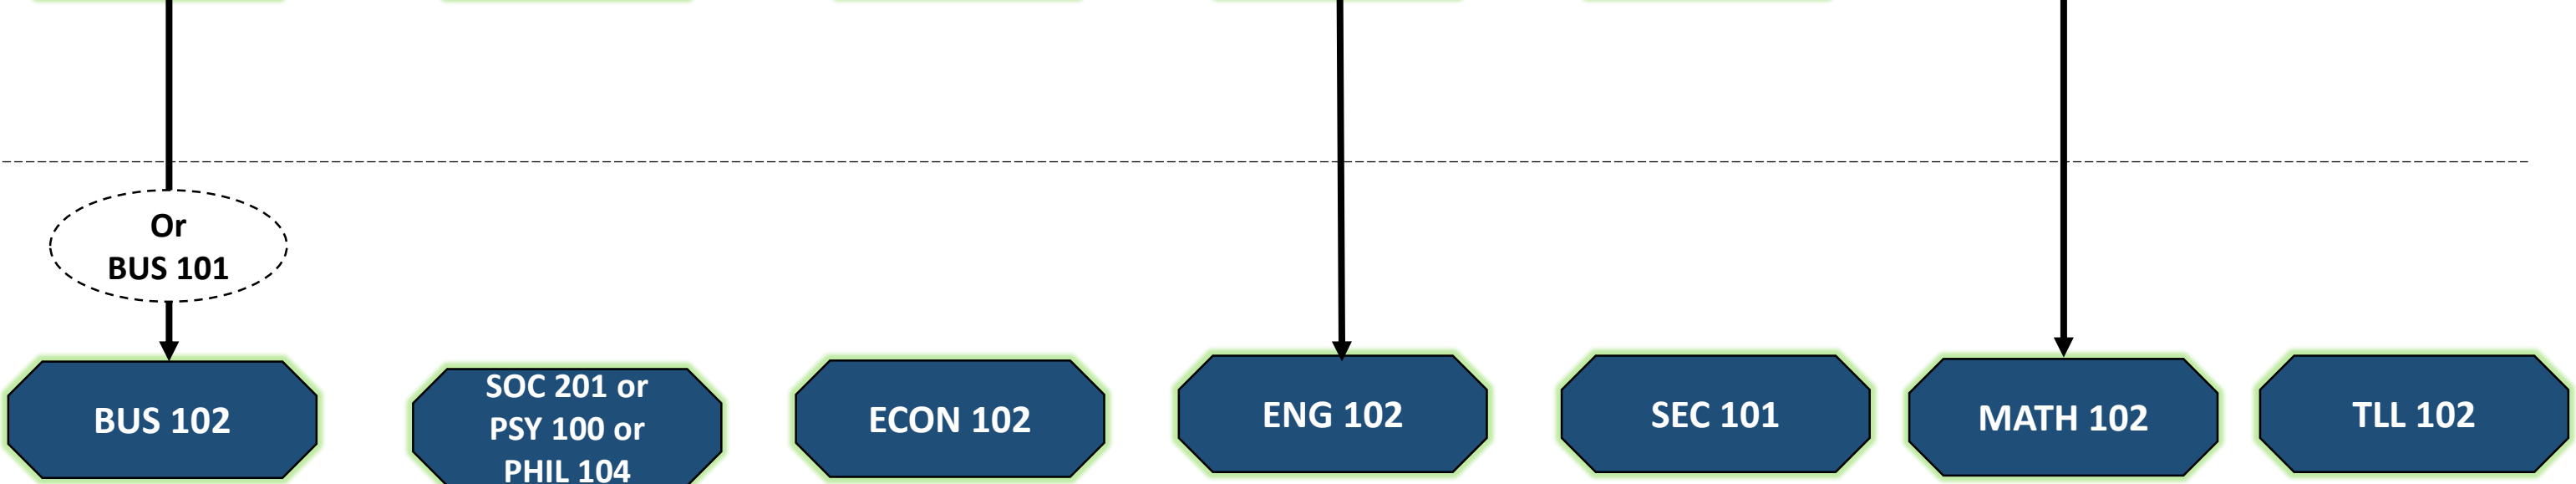 Or
BUS 101
BUS 102
SOC 201 or
PSY 100 or
PHIL 104
ECON 102
ENG 102
SEC 101
MATH 102
TLL 102